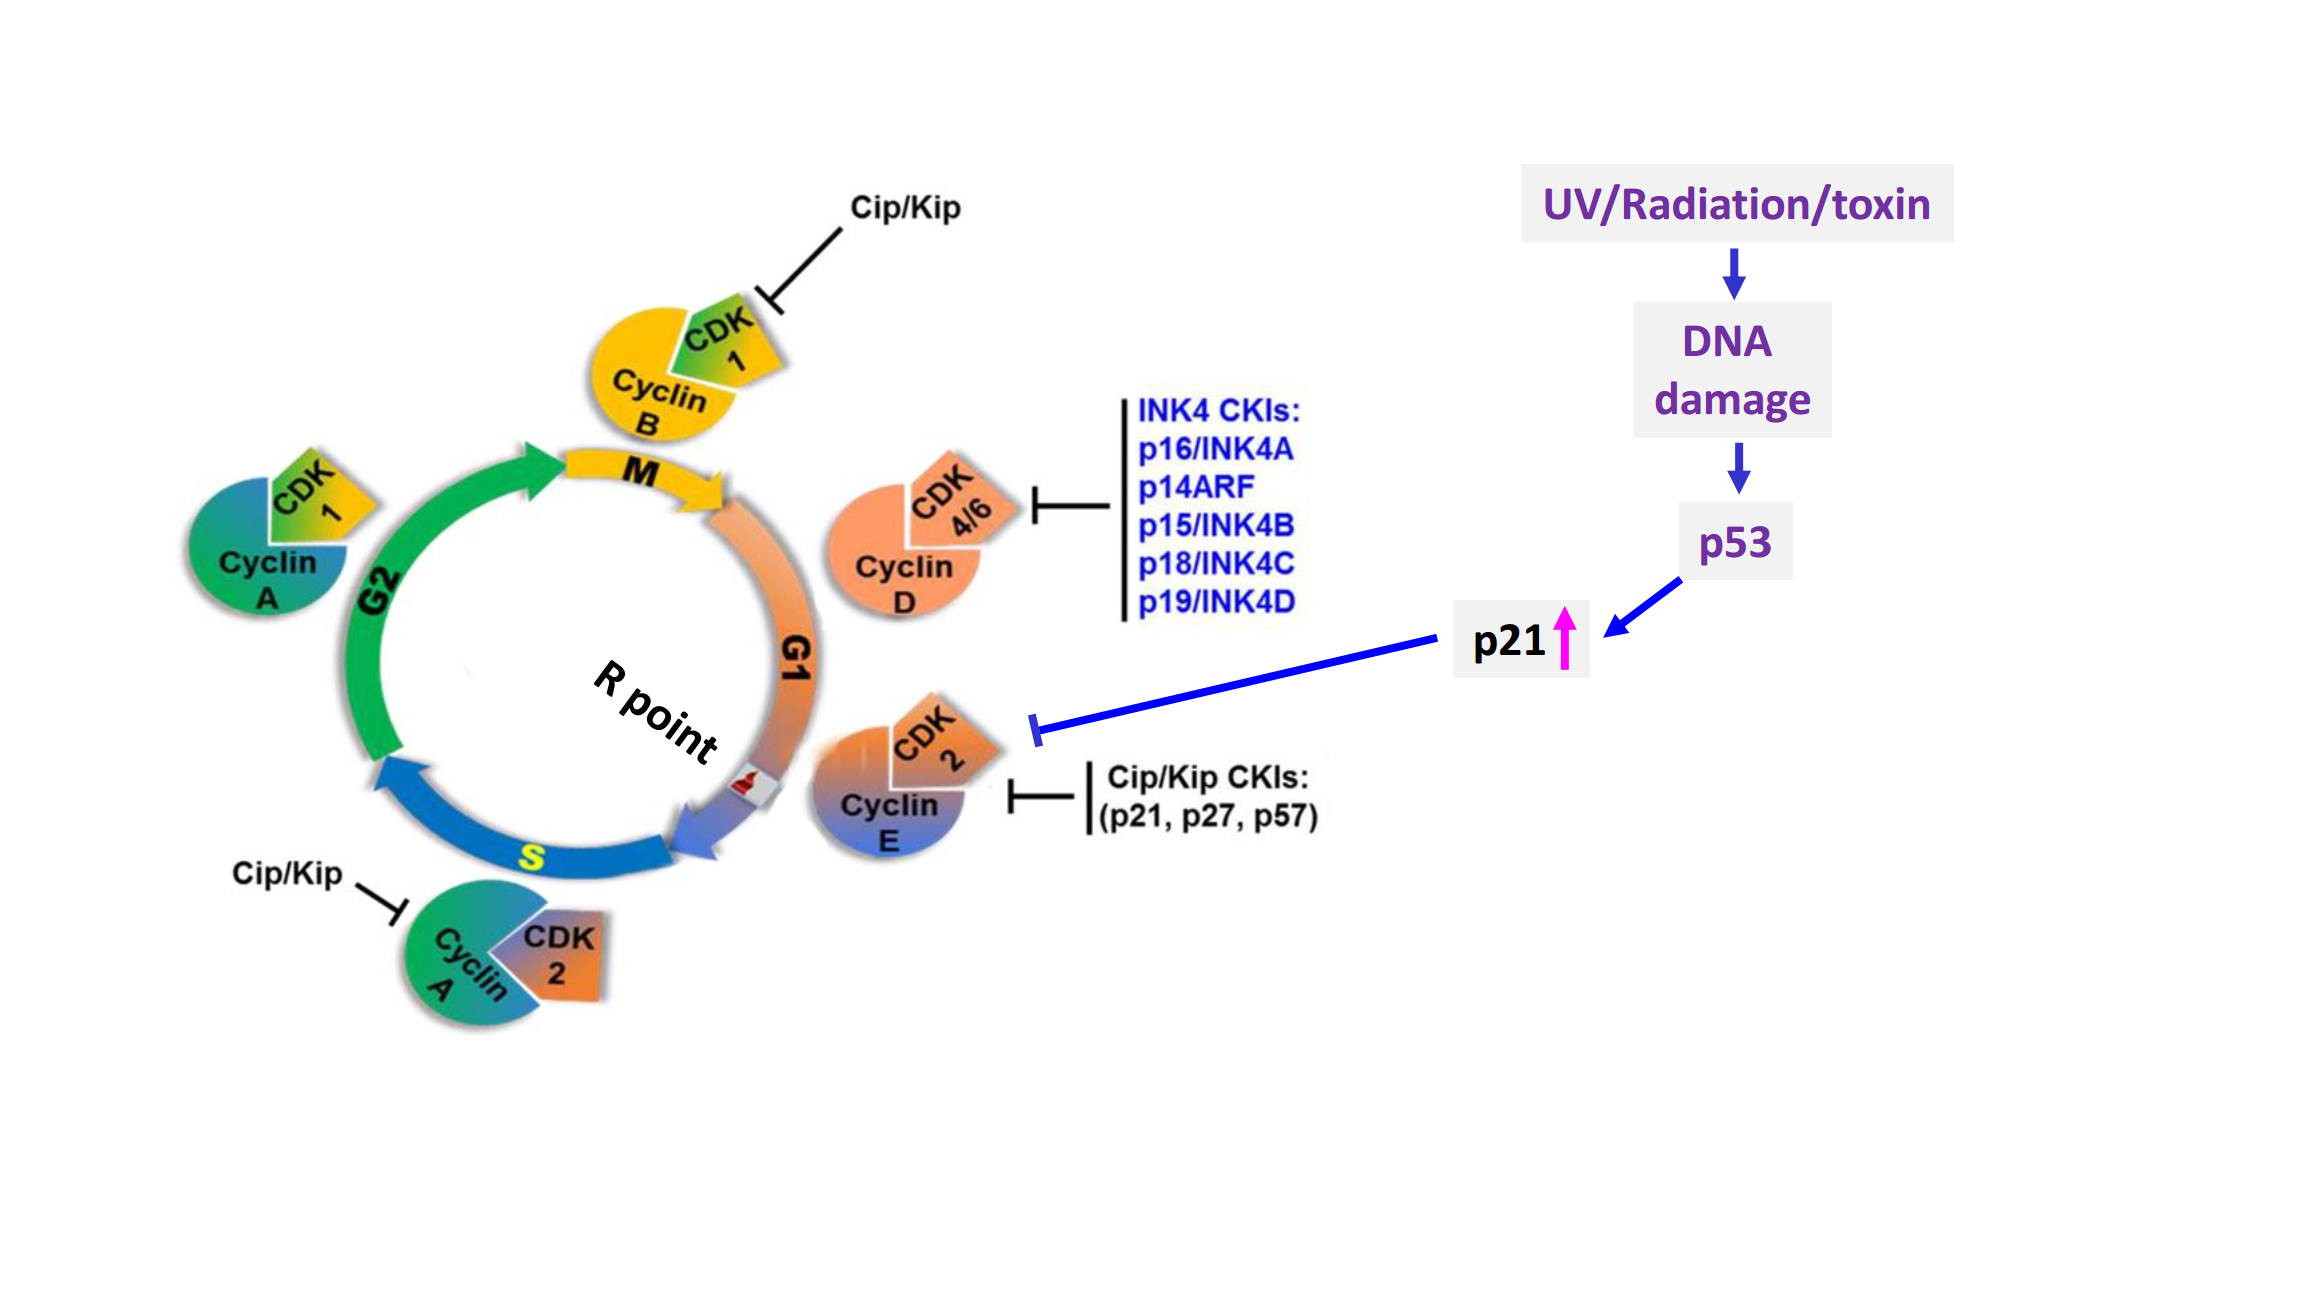 Cip/Kip
CDK
1
Cyclin
B
M
CDK
1
Cyclin
A
G2
CDK
4/6
Cyclin
D
INK4 CKIs:
p16/INK4A
p14ARF
p15/INK4B
p18/INK4C
p19/INK4D
G1
R point
CDK
2
Cyclin
E
Cip/Kip CKIs:
(p21, p27, p57)
S
Cip/Kip
Cyclin
A
CDK
2
UV/Radiation/toxin
DNA
damage
p53
p21